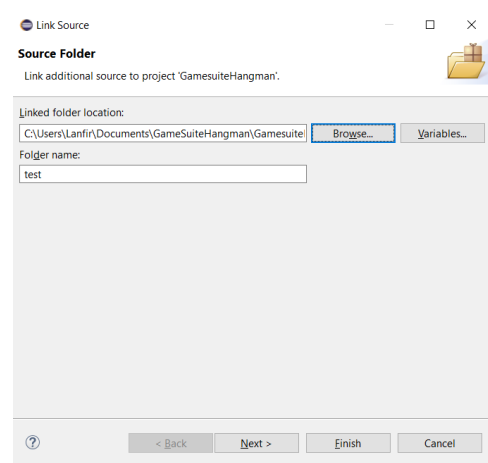 Link Source
Source Folder
Link additional source to project 'GamesuiteHangman'.
Linked folder location:
C:\Users\Lanfir\Documents\GameSuiteHangman\Gamesuite
Browse...
Variables...
Folder name:
test
< Back
Next >
Finish
Cancel